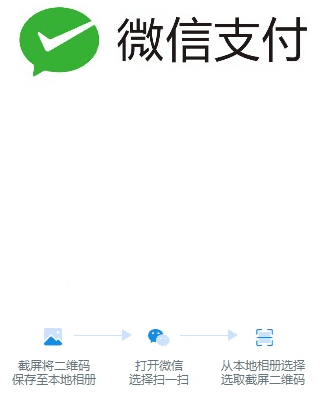 微信支付
截屏将二维码
保存至本地相册
打开微信
选择扫一扫
从本地相册选择
选取截屏二维码